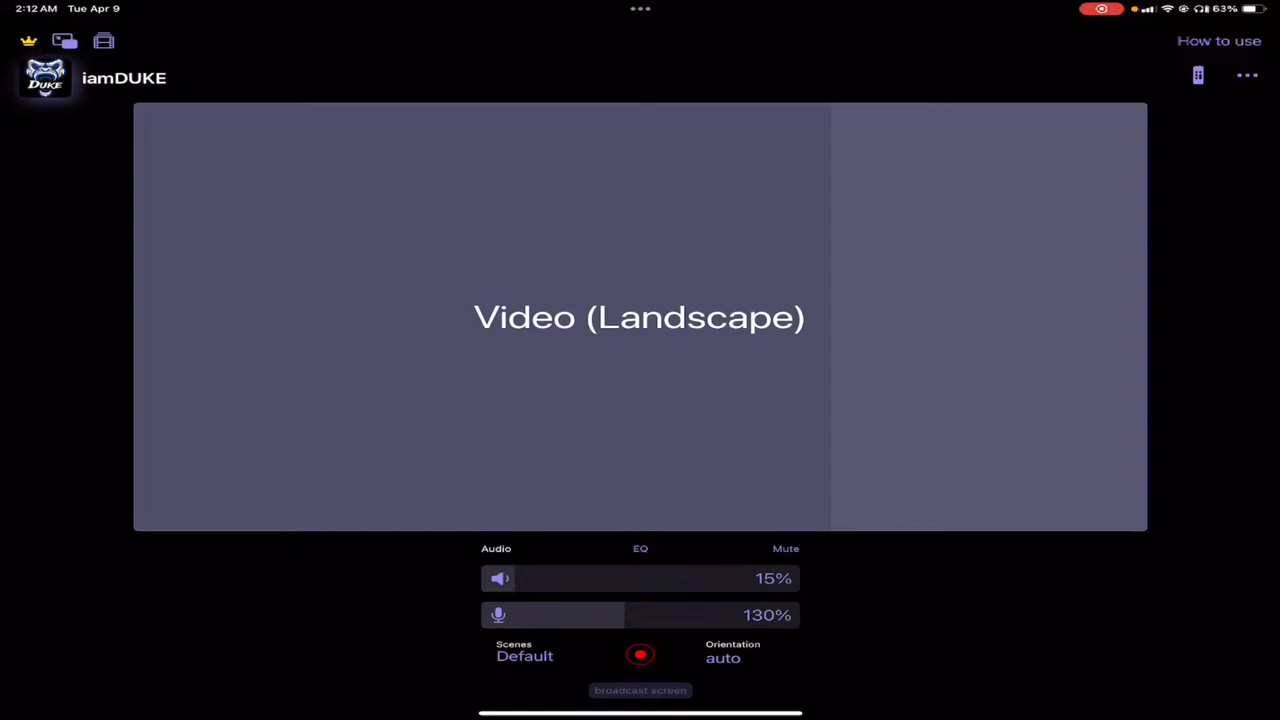 2:12 AM Tue Apr 9
63%
How to use
DUKE
iamDUKE
Video (Landscape)
Audio EQ Mute
15%
130%
Scenes
Default
Orientation
auto
broadcast screen